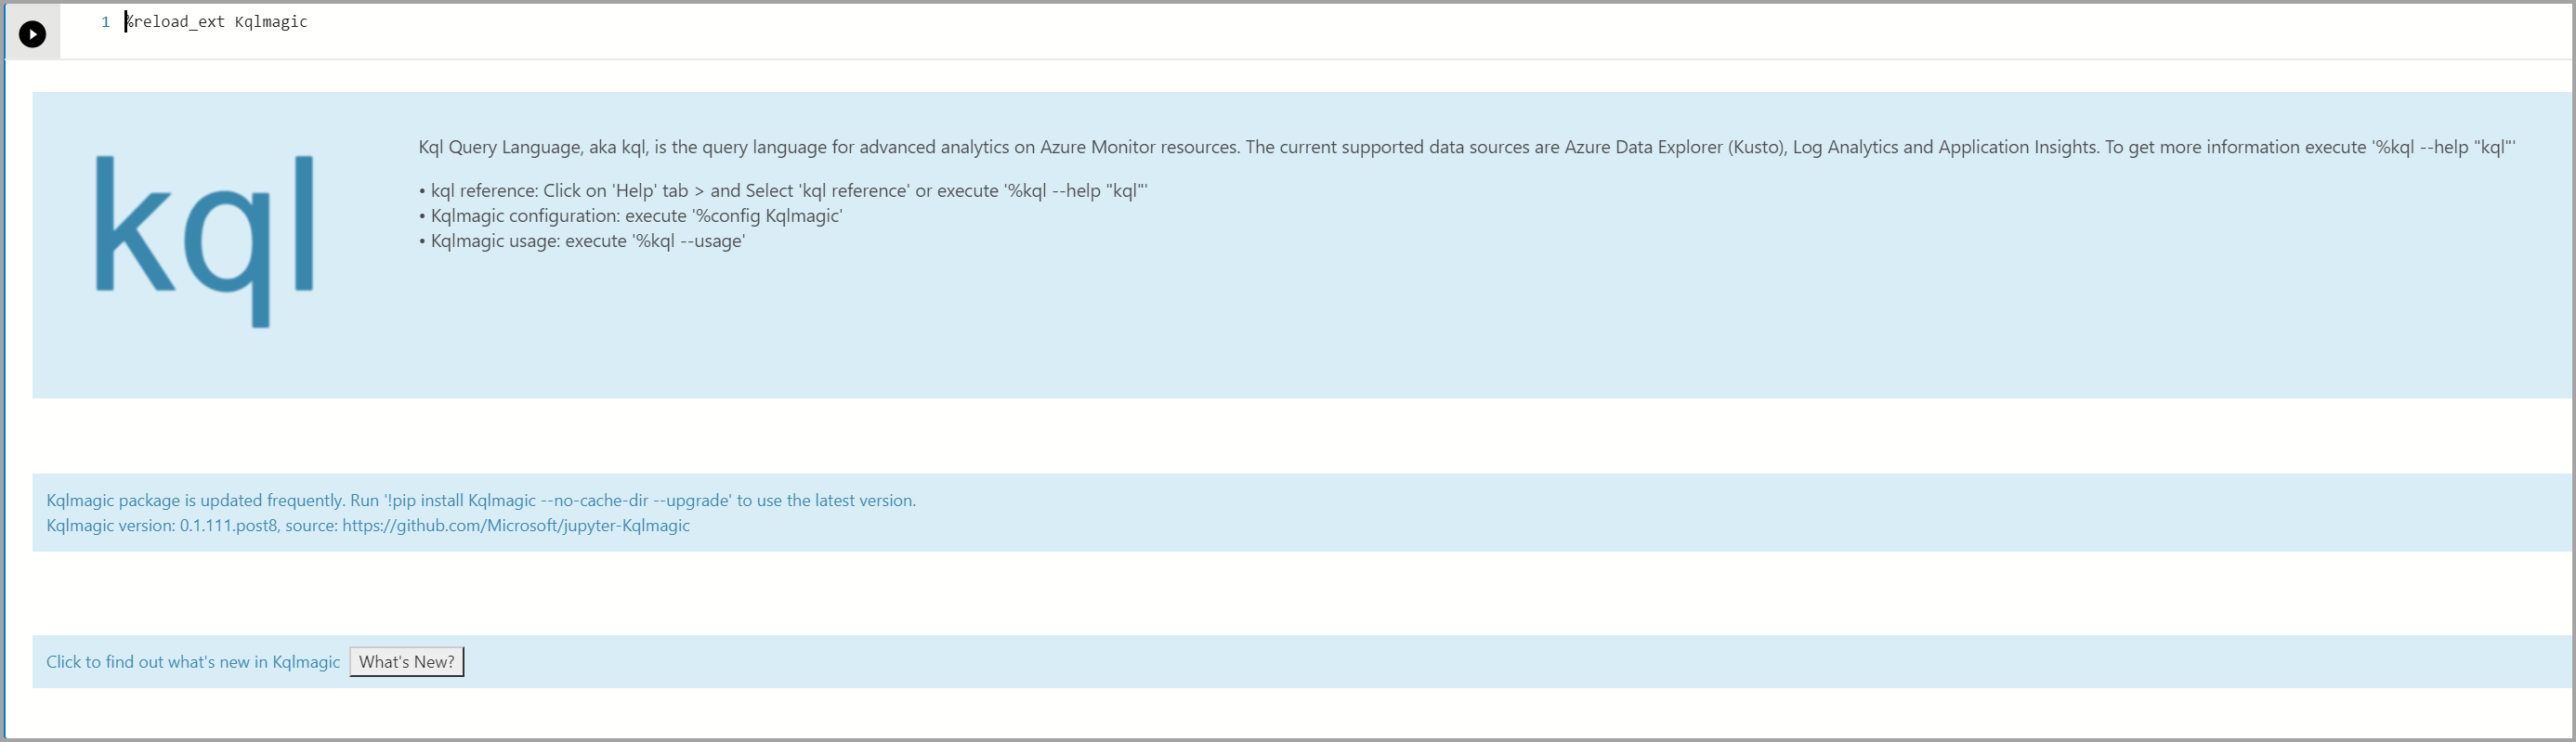 1 %reload_ext Kqlmagic
kql
Kql Query Language, aka kql, is the query language for advanced analytics on Azure Monitor resources. The current supported data sources are Azure Data Explorer (Kusto), Log Analytics and Application Insights. To get more information execute '%kql --help "kql"'
• kql reference: Click on 'Help' tab > and Select 'kql reference' or execute '%kql --help "kql"'
• Kqlmagic configuration: execute '%config Kqlmagic'
• Kqlmagic usage: execute '%kql --usage'
Kqlmagic package is updated frequently. Run '!pip install Kqlmagic --no-cache-dir --upgrade' to use the latest version.
Kqlmagic version: 0.1.111.post8, source: https://github.com/Microsoft/jupyter-Kqlmagic
Click to find out what's new in Kqlmagic What's New?